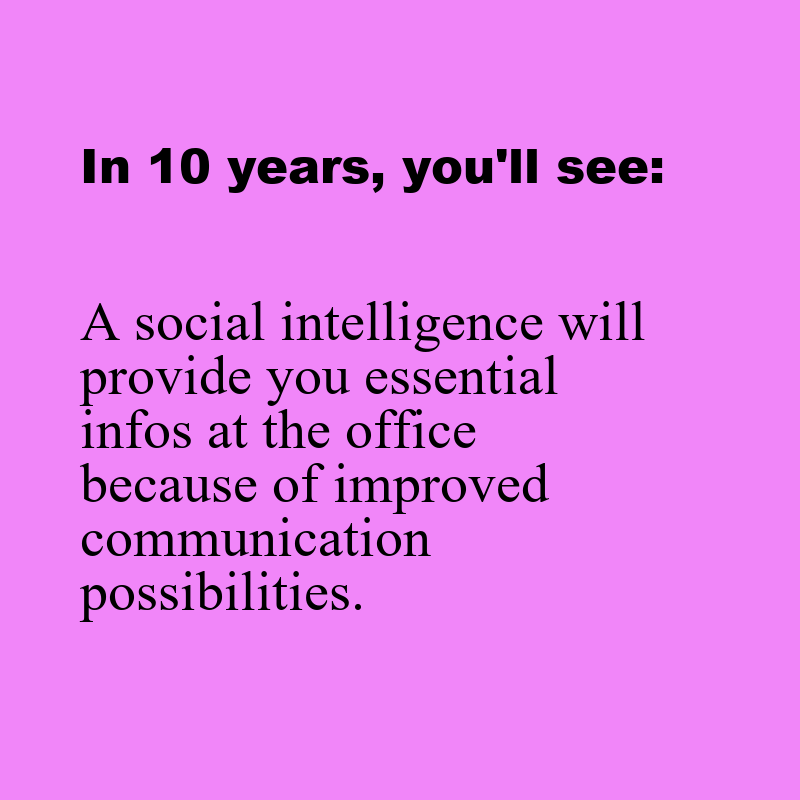 In 10 years, you'll see:
A social intelligence will
provide you essential
infos at the office
because of improved
communication
possibilities.